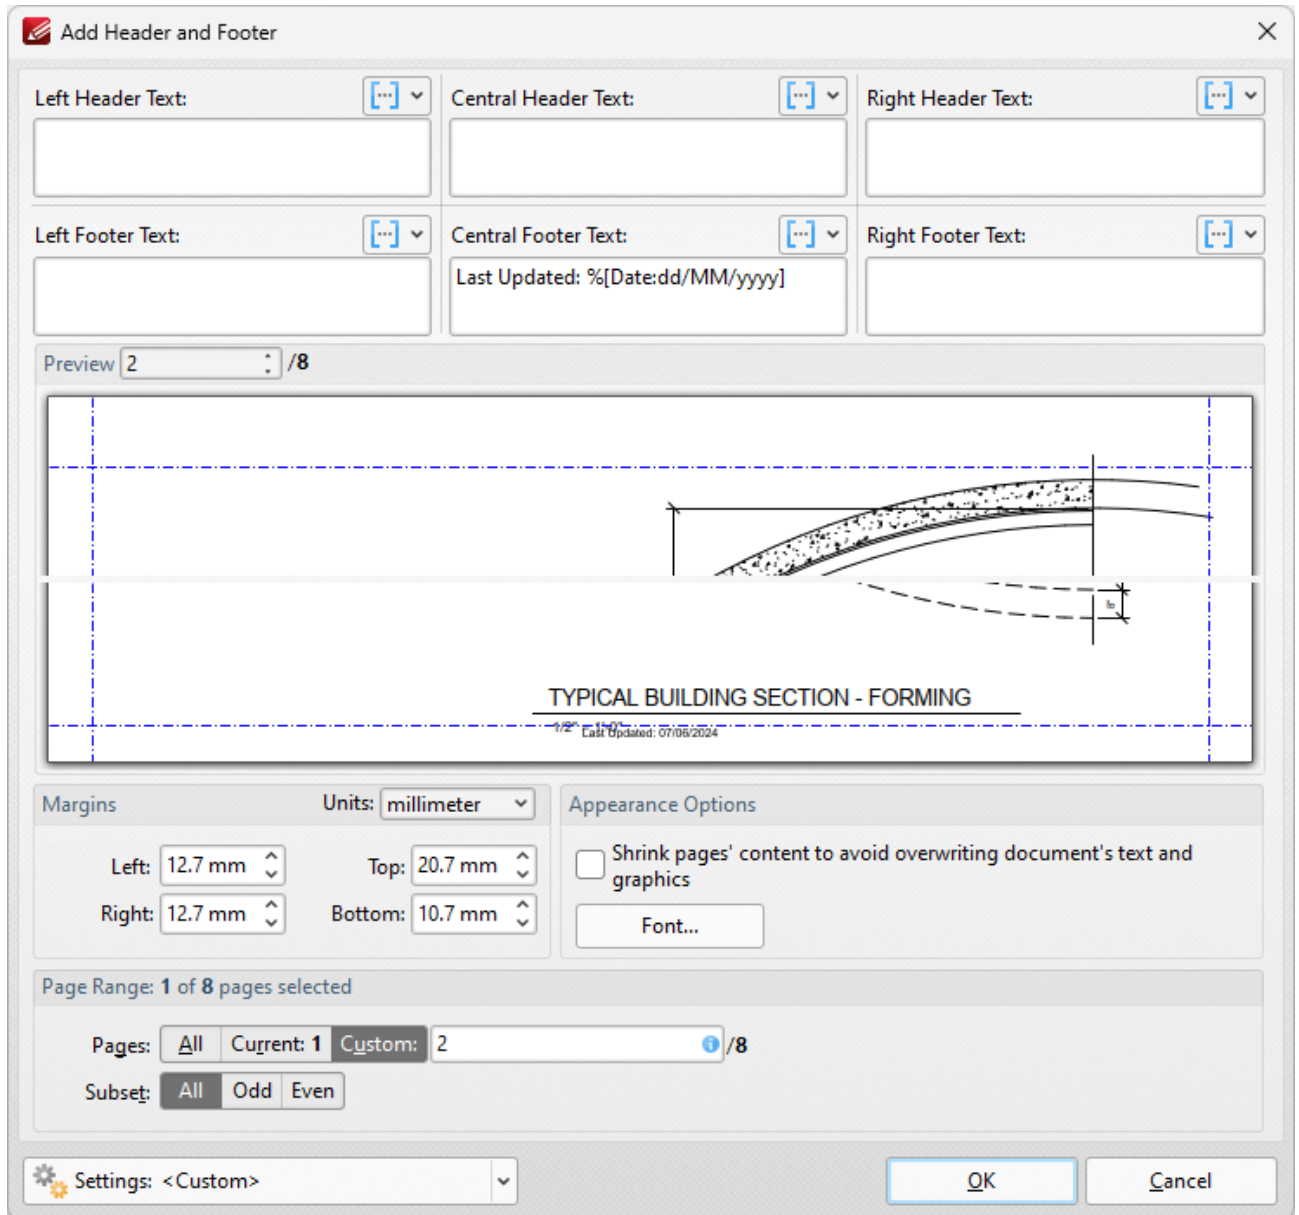 Add Header and Footer
Left Header Text:
Central Header Text:
Right Header Text:
Left Footer Text:
Central Footer Text:
Right Footer Text:
Last Updated: %[Date:dd/MM/yyyy]
Preview 2 /8
TYPICAL BUILDING SECTION - FORMING
Last Updated: 07/06/2024
Margins
Units: millimeter
Appearance Options
Left: 12.7 mm
Top: 20.7 mm
Shrink pages' content to avoid overwriting document's text and
graphics
Right: 12.7 mm
Bottom: 10.7 mm
Font...
Page Range: 1 of 8 pages selected
Pages: All Current: 1 Custom: 2 /8
Subset: All Odd Even
Settings: <Custom>
OK
Cancel